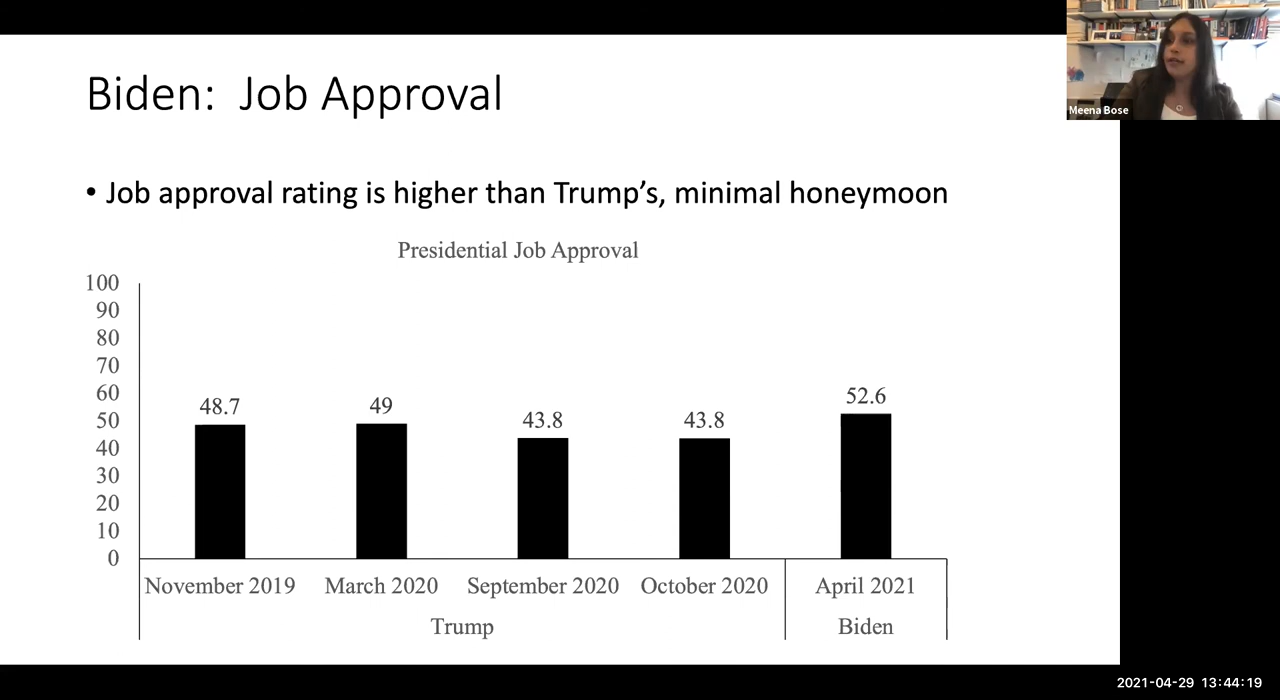 Biden: Job Approval
Meena Bose
• Job approval rating is higher than Trump's, minimal honeymoon
Presidential Job Approval
100
90
80
70
60
50
40
30
20
10
0
48.7
49
43.8
43.8
52.6
November 2019
March 2020
September 2020
October 2020
April 2021
Trump
Biden
2021-04-29 13:44:19